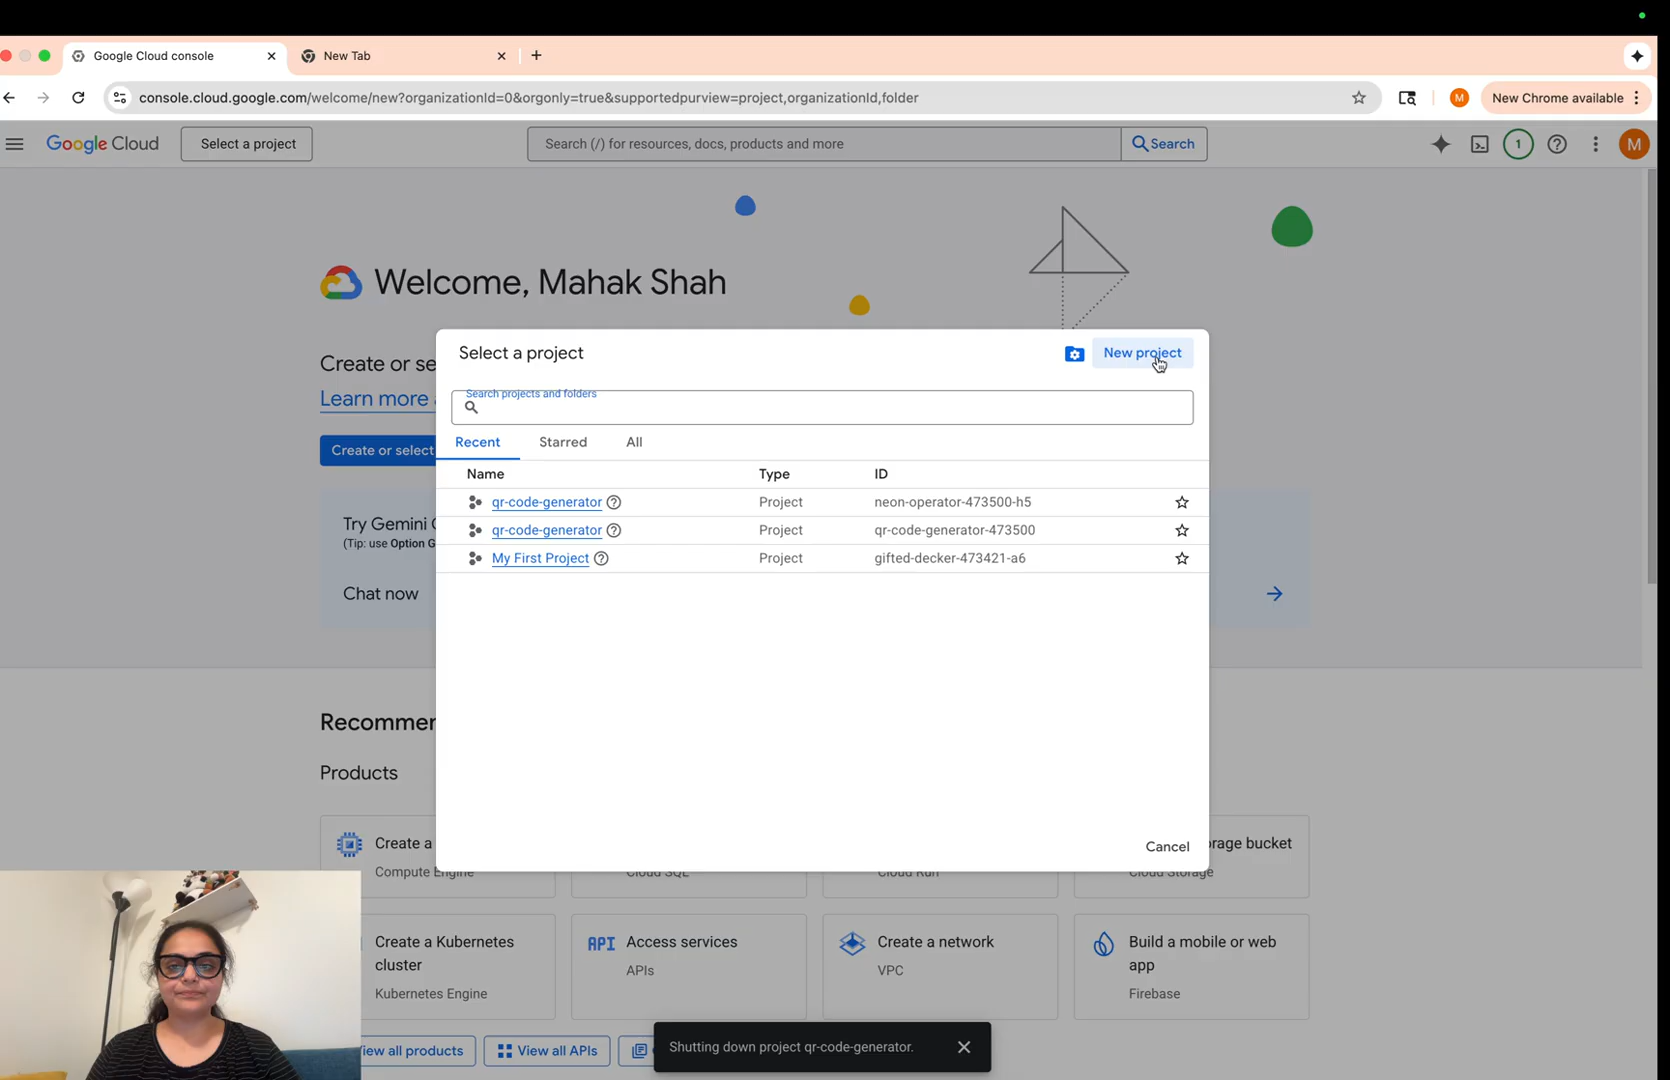 Google Cloud console
New Tab
console.cloud.google.com/welcome/new?organizationId=0&orgonly=true&supportedpurview=project,organizationId,folder
M
New Chrome available
Google Cloud
Select a project
Search (/) for resources, docs, products and more
Search
1
M
Welcome, Mahak Shah
Create or se
Learn more
Create or select
Try Gemini
(Tip: use Option G
Chat now
Select a project
New project
Search projects and folders
Recent
Starred
All
Name
Type
ID
qr-code-generator
Project
neon-operator-473500-h5
qr-code-generator
Project
qr-code-generator-473500
My First Project
Project
gifted-decker-473421-a6
Cancel
Recommen
Products
Create a
Compute Engine
Cloud SQL
Cloud Run
orage bucket
Cloud Storage
Create a Kubernetes
cluster
Kubernetes Engine
API
Access services
APIs
Create a network
VPC
Build a mobile or web
app
Firebase
iew all products
View all APIs
Shutting down project qr-code-generator.